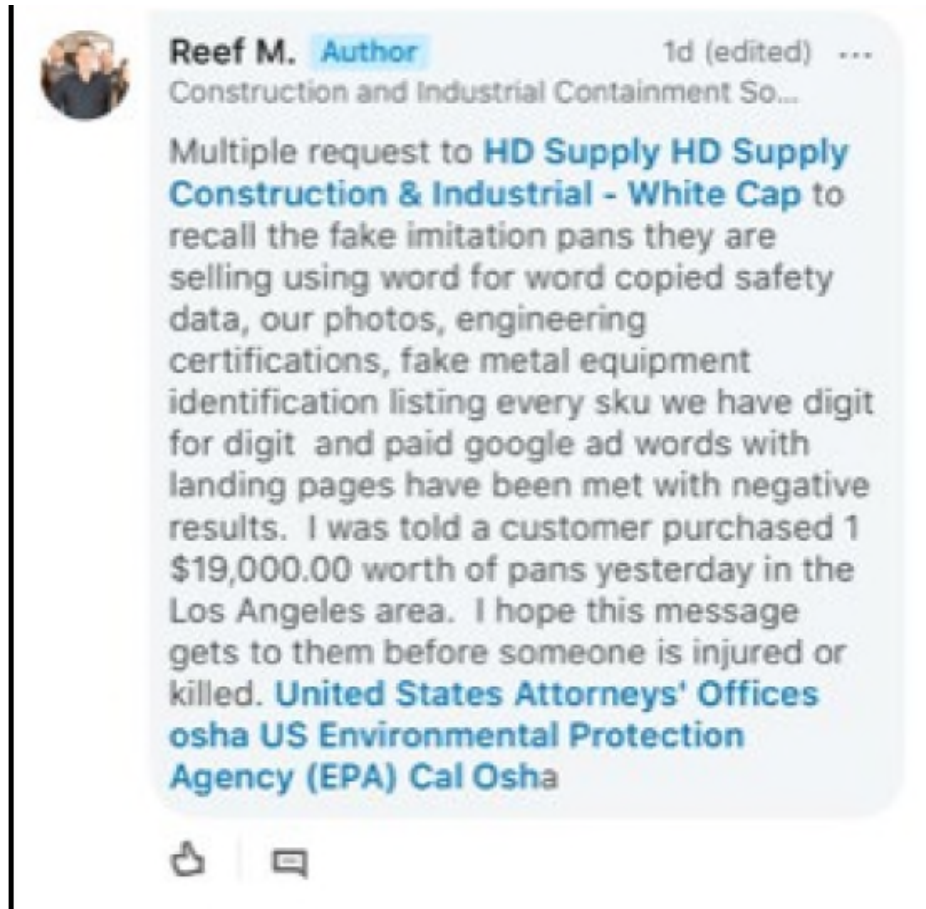 Reef M. Author 1d (edited) ...
Construction and Industrial Containment So...
Multiple request to HD Supply HD Supply
Construction & Industrial - White Cap to
recall the fake imitation pans they are
selling using word for word copied safety
data, our photos, engineering
certifications, fake metal equipment
identification listing every sku we have digit
for digit and paid google ad words with
landing pages have been met with negative
results. I was told a customer purchased 1
$19,000.00 worth of pans yesterday in the
Los Angeles area. I hope this message
gets to them before someone is injured or
killed. United States Attorneys' Offices
osha US Environmental Protection
Agency (EPA) Cal Osha